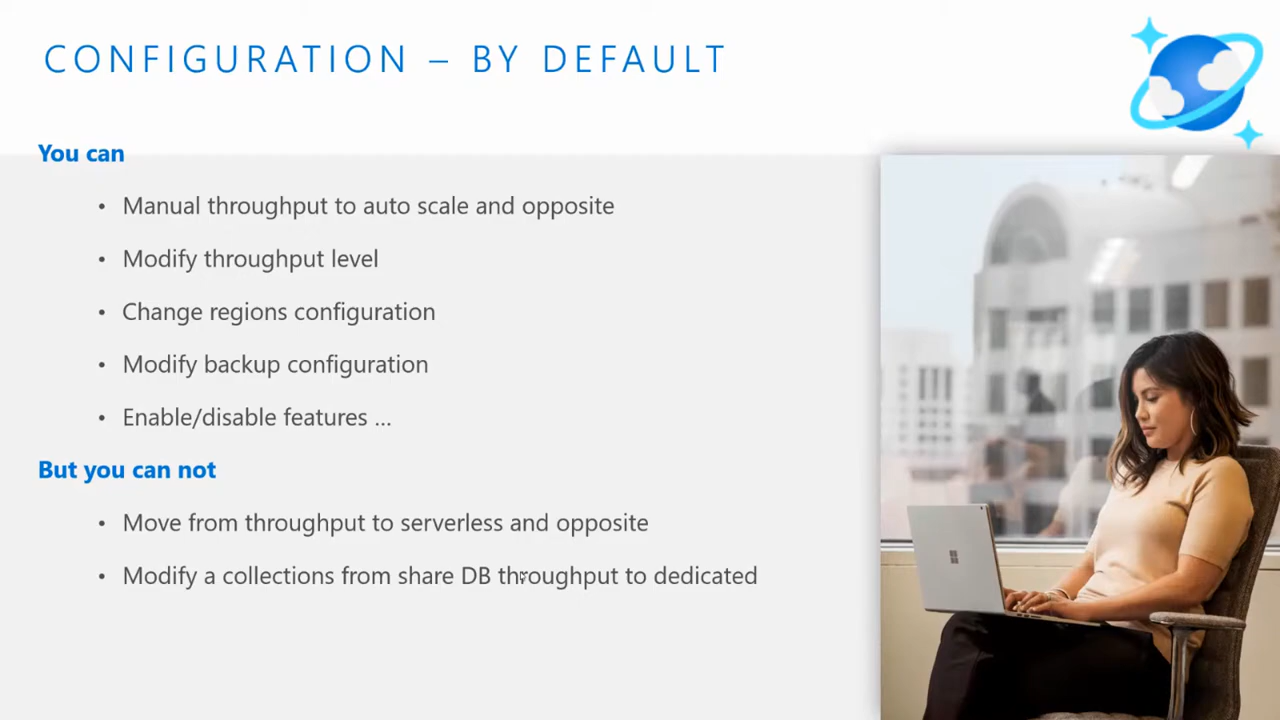 CONFIGURATION – BY DEFAULT
You can
• Manual throughput to auto scale and opposite
• Modify throughput level
• Change regions configuration
• Modify backup configuration
• Enable/disable features ...
But you can not
• Move from throughput to serverless and opposite
• Modify a collections from share DB throughput to dedicated